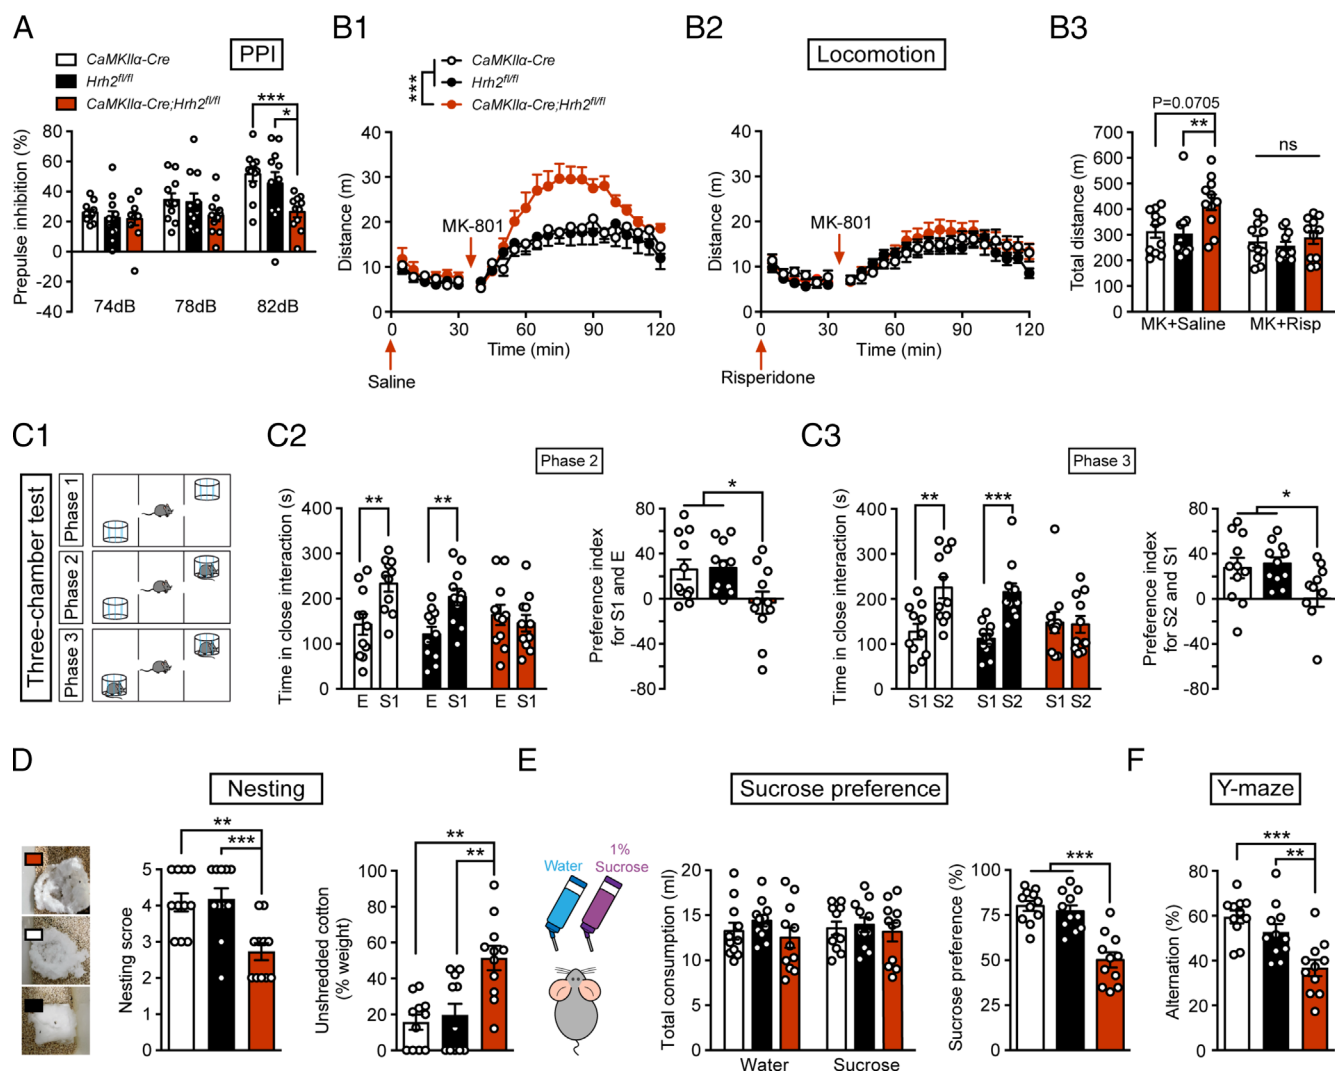 A
PPI
CaMKIIα-Cre
Hrh2fl/fl
CaMKIIα-Cre;Hrh2fl/fl
***
*
Prepulse inhibition (%)
80
60
40
20
0
-20
-40
74dB
78dB
82dB
B1
***
CaMKIIα-Cre
Hrh2fl/fl
CaMKIIα-Cre;Hrh2fl/fl
Distance (m)
40
30
20
10
0
MK-801
0
30
60
90
120
Time (min)
Saline
B2
Locomotion
Distance (m)
40
30
20
10
0
MK-801
0
30
60
90
120
Time (min)
Risperidone
B3
P=0.0705
**
ns
Total distance (m)
700
600
500
400
300
200
100
0
MK+Saline
MK+Risp
C1
Three-chamber test
Phase 1
Phase 2
Phase 3
C2
Phase 2
Time in close interaction (s)
400
300
200
100
0
**
**
E
S1
E
S1
E
S1
Preference index
for S1 and E
80
40
0
-40
-80
*
C3
Phase 3
Time in close interaction (s)
400
300
200
100
0
**
***
S1
S2
S1
S2
S1
S2
Preference index
for S2 and S1
80
40
0
-40
-80
*
D
Nesting
Nesting scroe
5
4
3
2
1
0
**
***
Unshredded cotton
(% weight)
100
80
60
40
20
0
**
**
E
Sucrose preference
Water
1%
Sucrose
Total consumption (ml)
25
20
15
10
5
0
Water
Sucrose
Sucrose preference (%)
100
75
50
25
0
***
F
Y-maze
Alternation (%)
100
80
60
40
20
0
***
**